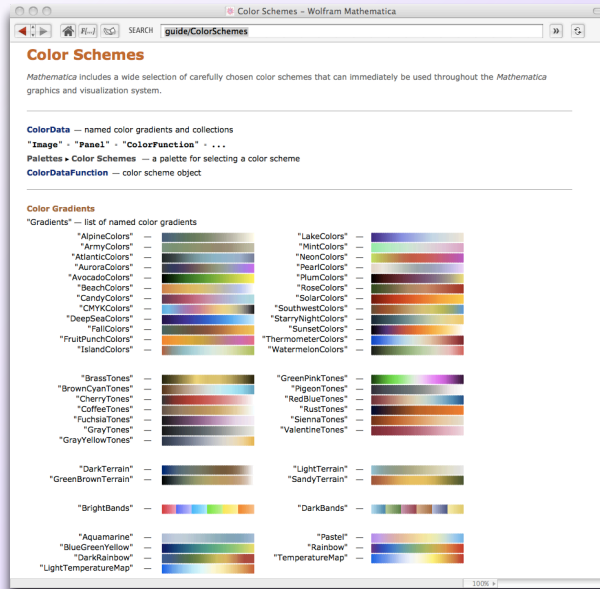 Color Schemes - Wolfram Mathematica
SEARCH guide/ColorSchemes
Color Schemes
Mathematica includes a wide selection of carefully chosen color schemes that can immediately be used throughout the Mathematica
graphics and visualization system.
ColorData — named color gradients and collections
"Image" ▪ "Panel" ▪ "ColorFunction" ▪ ...
Palettes ▸ Color Schemes — a palette for selecting a color scheme
ColorDataFunction — color scheme object
Color Gradients
"Gradients" — list of named color gradients
"AlpineColors" — "LakeColors" —
"ArmyColors" — "MintColors" —
"AtlanticColors" — "NeonColors" —
"AuroraColors" — "PearlColors" —
"AvocadoColors" — "PlumColors" —
"BeachColors" — "RoseColors" —
"CandyColors" — "SolarColors" —
"CMYKColors" — "SouthwestColors" —
"DeepSeaColors" — "StarryNightColors" —
"FallColors" — "SunsetColors" —
"FruitPunchColors" — "ThermometerColors" —
"IslandColors" — "WatermelonColors" —
"BrassTones" — "GreenPinkTones" —
"BrownCyanTones" — "PigeonTones" —
"CherryTones" — "RedBlueTones" —
"CoffeeTones" — "RustTones" —
"FuchsiaTones" — "SiennaTones" —
"GrayTones" — "ValentineTones" —
"GrayYellowTones" —
"DarkTerrain" — "LightTerrain" —
"GreenBrownTerrain" — "SandyTerrain" —
"BrightBands" — "DarkBands" —
"Aquamarine" — "Pastel" —
"BlueGreenYellow" — "Rainbow" —
"DarkRainbow" — "TemperatureMap" —
"LightTemperatureMap" —
100%